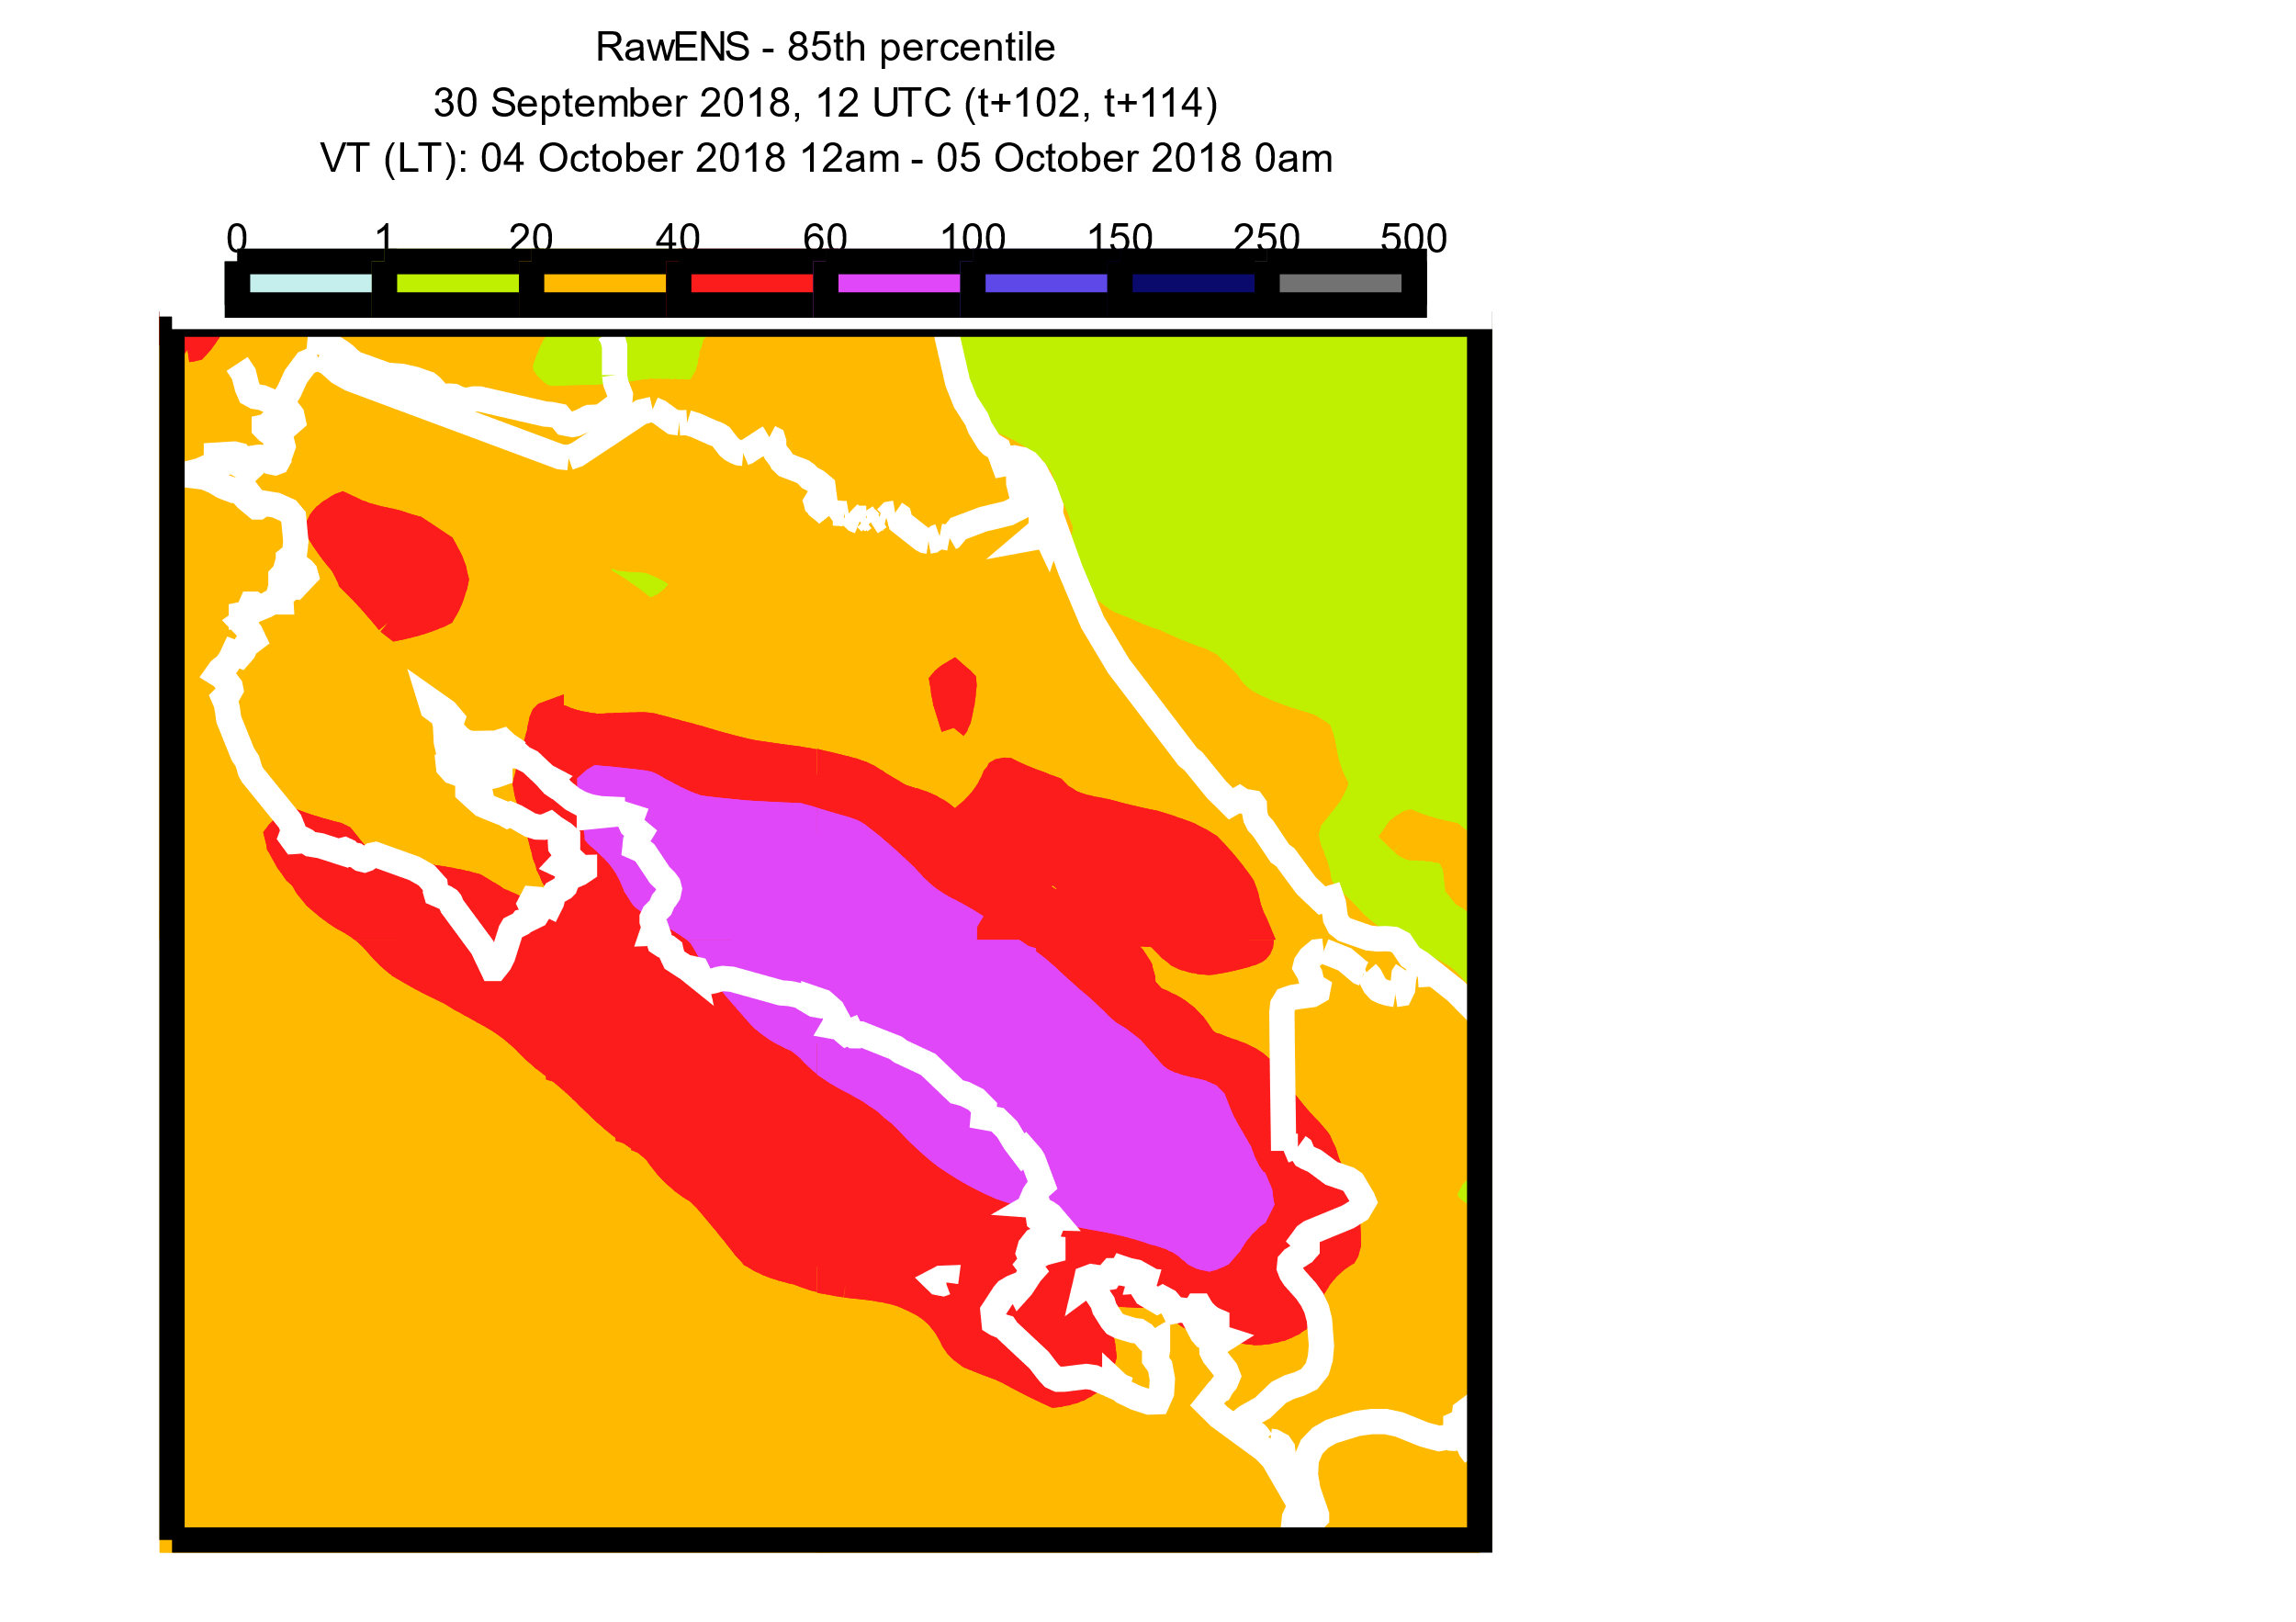 RawENS - 85th percentile
30 September 2018, 12 UTC (t+102, t+114)
VT (LT): 04 October 2018 12am - 05 October 2018 0am
0 1 20 40 60 100 150 250 500